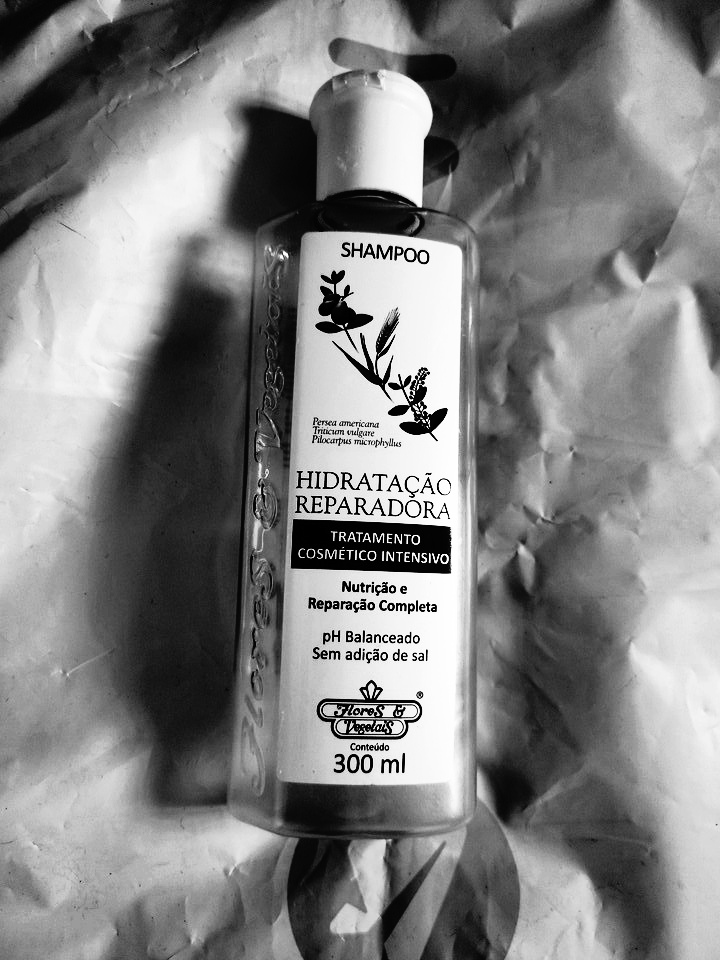 SHAMPOO
Persea americana
Triticum vulgare
Pilocarpus microphyllus
HIDRATAÇÃO
REPARADORA
TRATAMENTO
COSMÉTICO INTENSIVO
Nutrição e
Reparação Completa
pH Balanceado
Sem adição de sal
Flores &
Vegetais
®
Conteúdo
300 ml
Flores & Vegetais